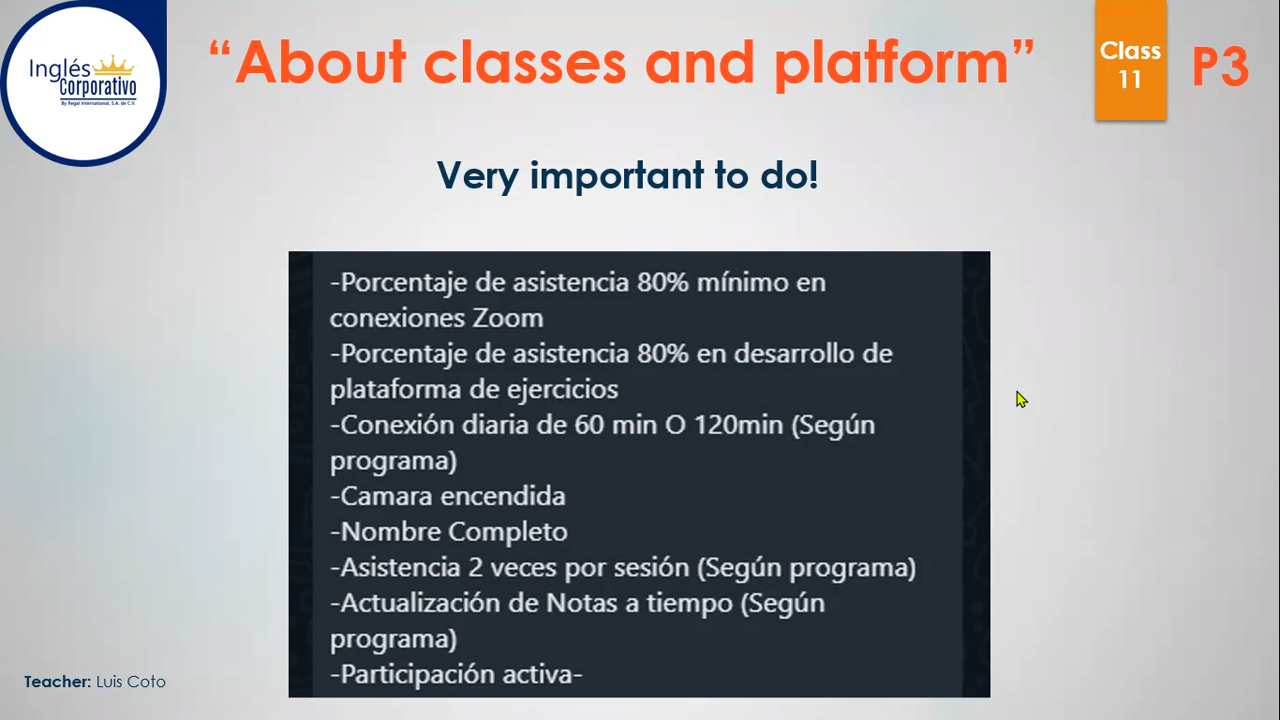 Inglés
Corporativo
By Regal International, S.A. de C.V.
“About classes and platform”
Class
11
P3
Very important to do!
-Porcentaje de asistencia 80% mínimo en
conexiones Zoom
-Porcentaje de asistencia 80% en desarrollo de
plataforma de ejercicios
-Conexión diaria de 60 min O 120min (Según
programa)
-Camara encendida
-Nombre Completo
-Asistencia 2 veces por sesión (Según programa)
-Actualización de Notas a tiempo (Según
programa)
-Participación activa-
Teacher: Luis Coto